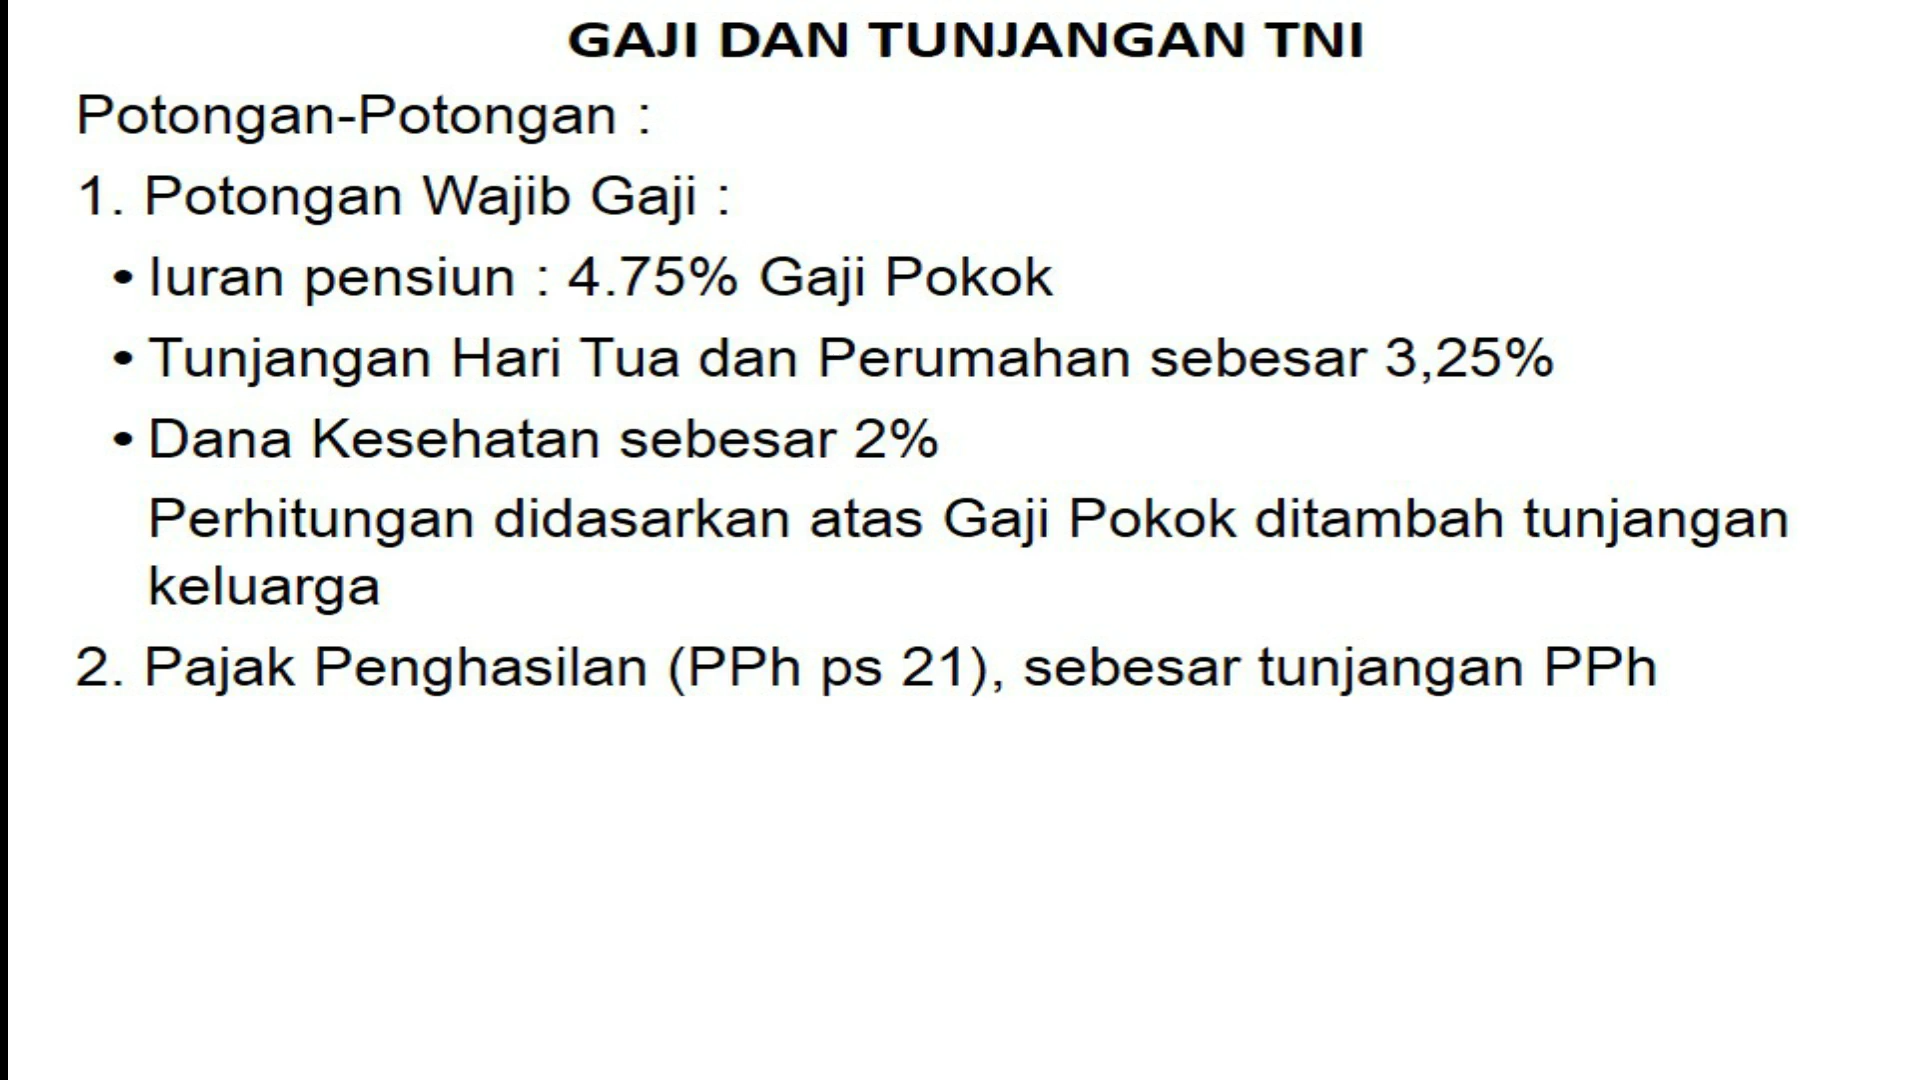 GAJI DAN TUNJANGAN TNI
Potongan-Potongan :
1. Potongan Wajib Gaji :
• Iuran pensiun : 4.75% Gaji Pokok
• Tunjangan Hari Tua dan Perumahan sebesar 3,25%
• Dana Kesehatan sebesar 2%
Perhitungan didasarkan atas Gaji Pokok ditambah tunjangan
keluarga
2. Pajak Penghasilan (PPh ps 21), sebesar tunjangan PPh